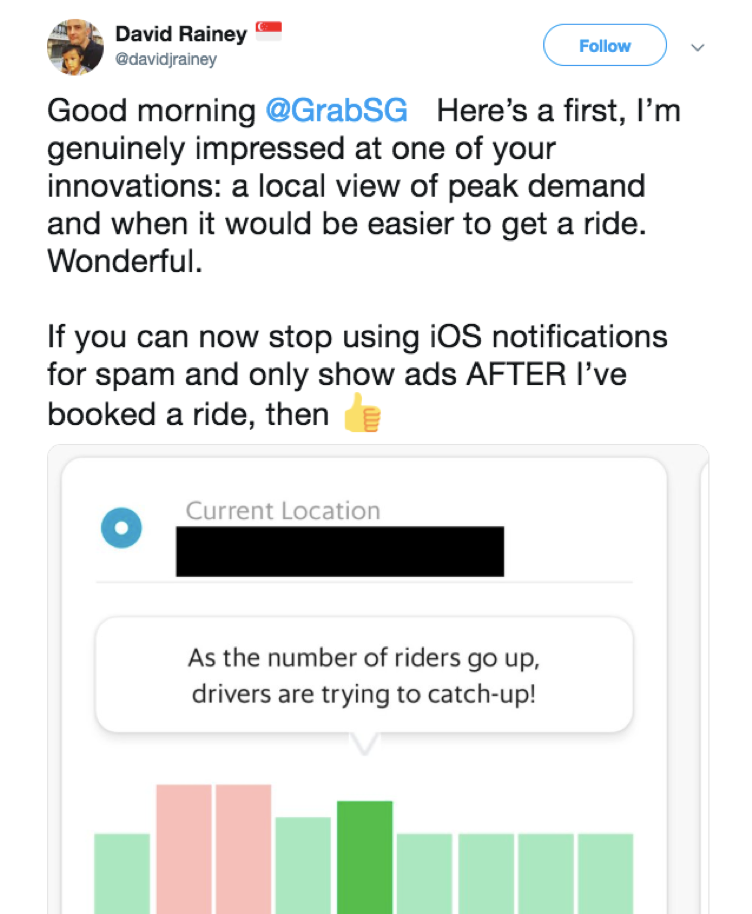 David Rainey 🇸🇬
@davidjrainey
Follow
Good morning @GrabSG Here’s a first, I’m
genuinely impressed at one of your
innovations: a local view of peak demand
and when it would be easier to get a ride.
Wonderful.
If you can now stop using iOS notifications
for spam and only show ads AFTER I’ve
booked a ride, then 👍
Current Location
As the number of riders go up,
drivers are trying to catch-up!